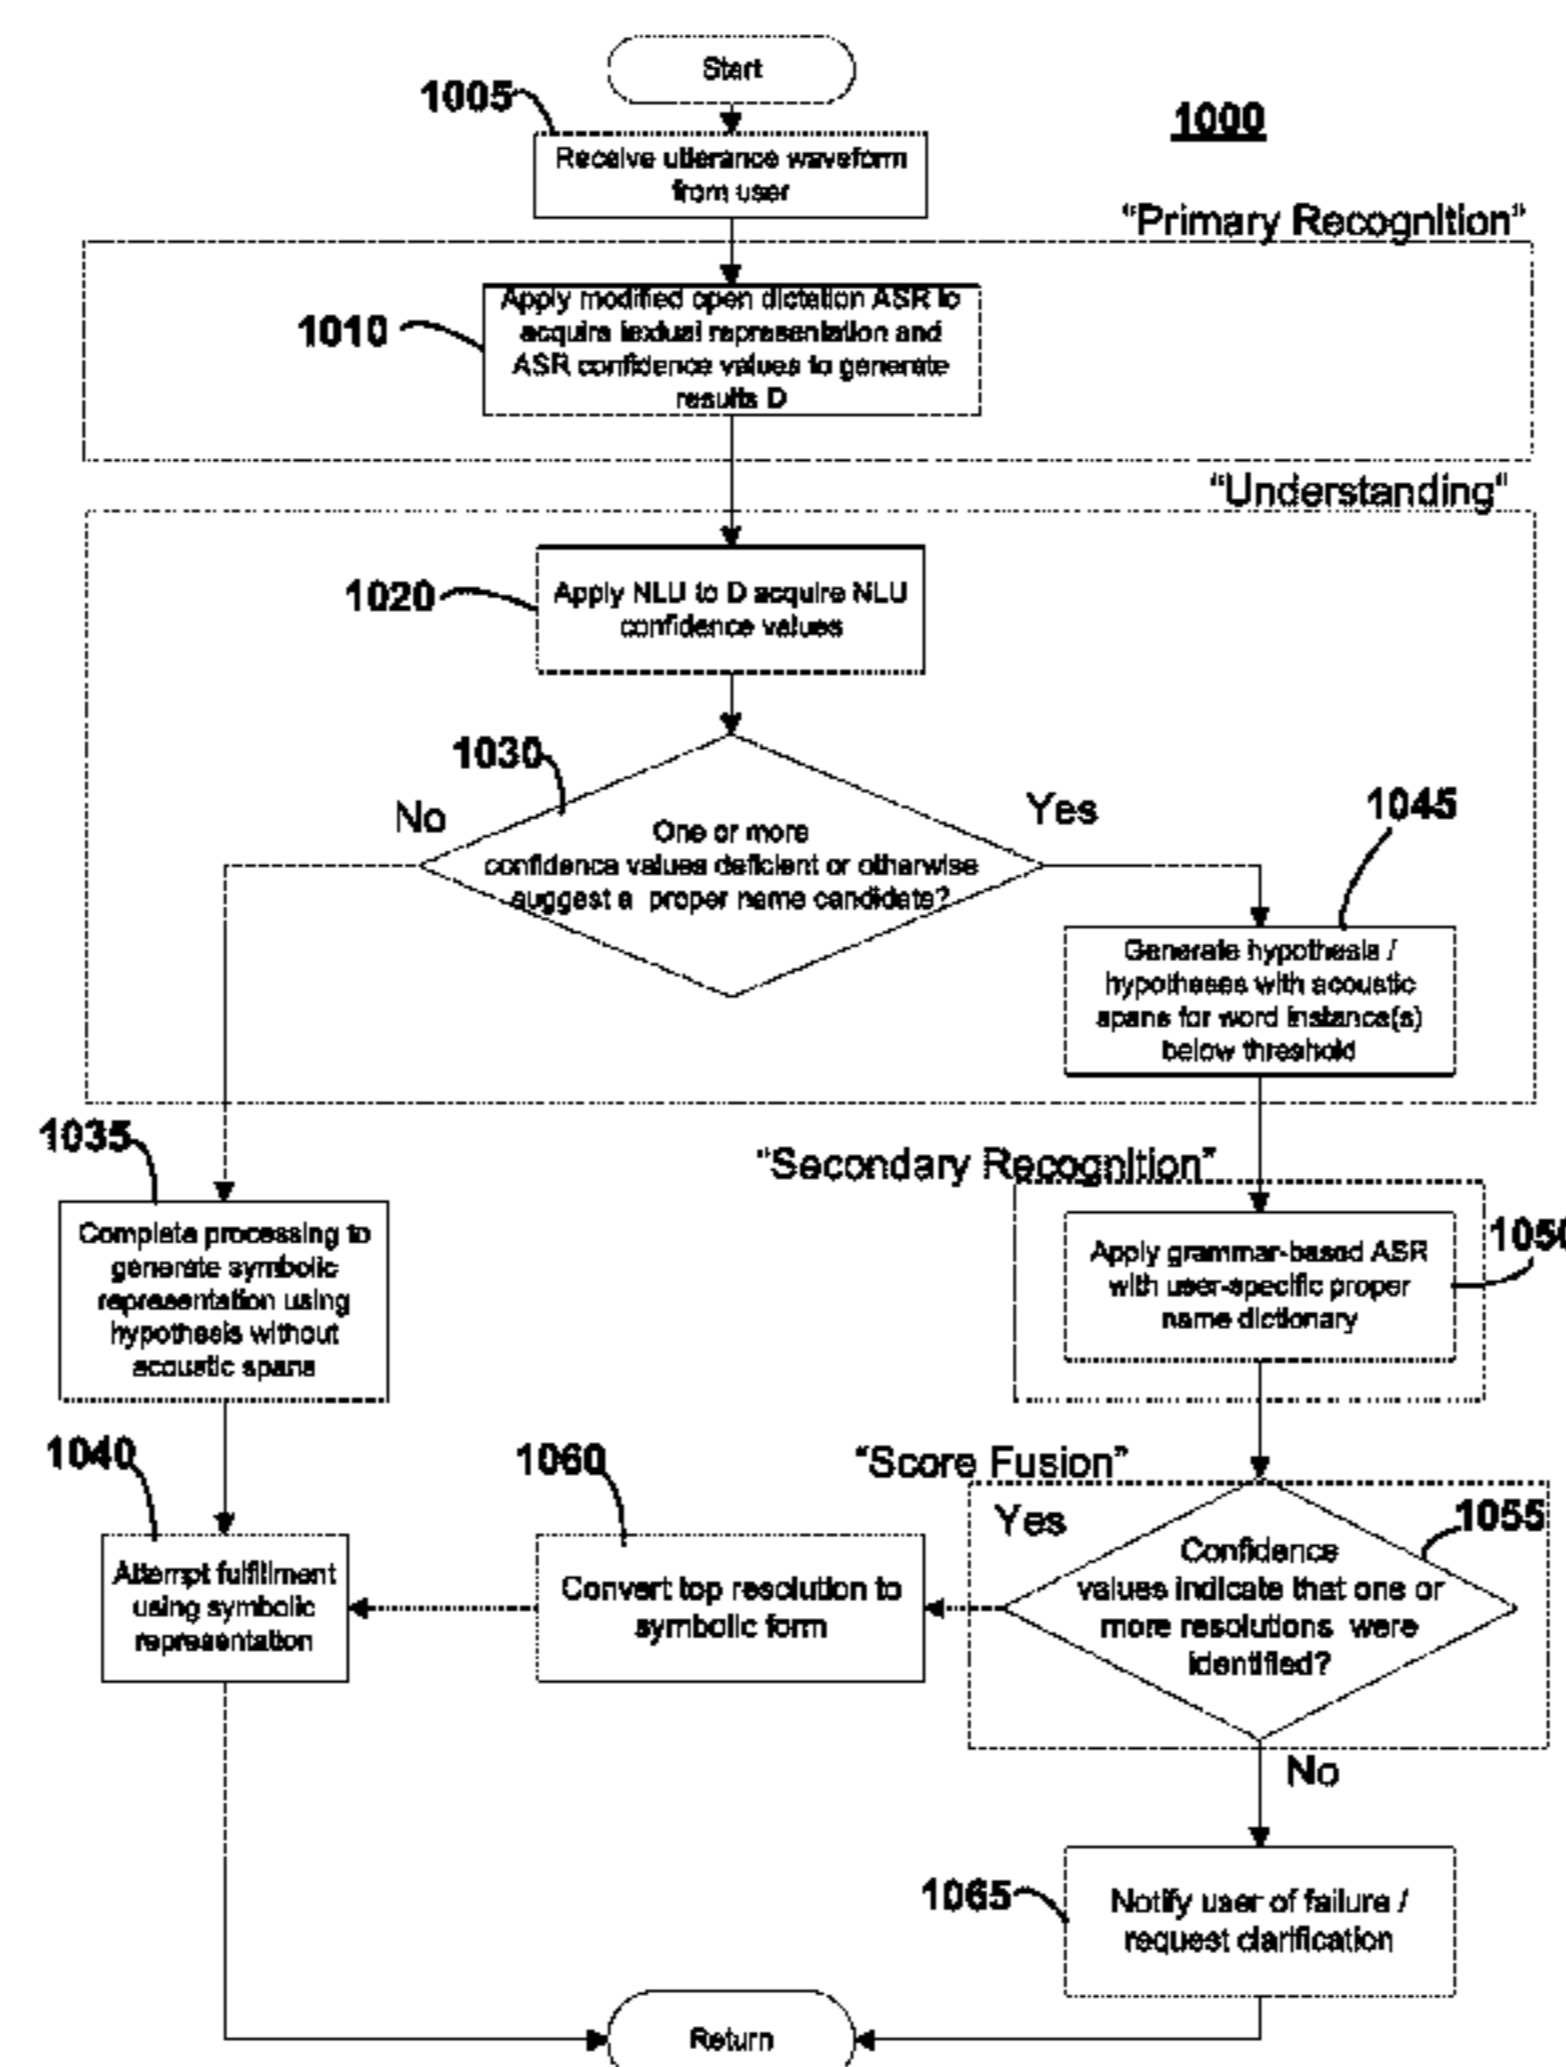 Start
1005
1000
Receive utterance waveform
from user
“Primary Recognition”
1010
Apply modified open dictation ASR to
acquire textual representation and
ASR confidence values to generate
results D
“Understanding”
1020
Apply NLU to D acquire NLU
confidence values
1030
No
Yes
1045
One or more
confidence values deficient or otherwise
suggest a proper name candidate?
Generate hypothesis /
hypotheses with acoustic
spans for word instance(s)
below threshold
1035
“Secondary Recognition”
Complete processing to
generate symbolic
representation using
hypothesis without
acoustic spans
Apply grammar-based ASR
with user-specific proper
name dictionary
1050
1040
1060
“Score Fusion”
Yes
1055
Attempt fulfillment
using symbolic
representation
Convert top resolution to
symbolic form
Confidence
values indicate that one or
more resolutions were
identified?
No
1065
Notify user of failure /
request clarification
Return